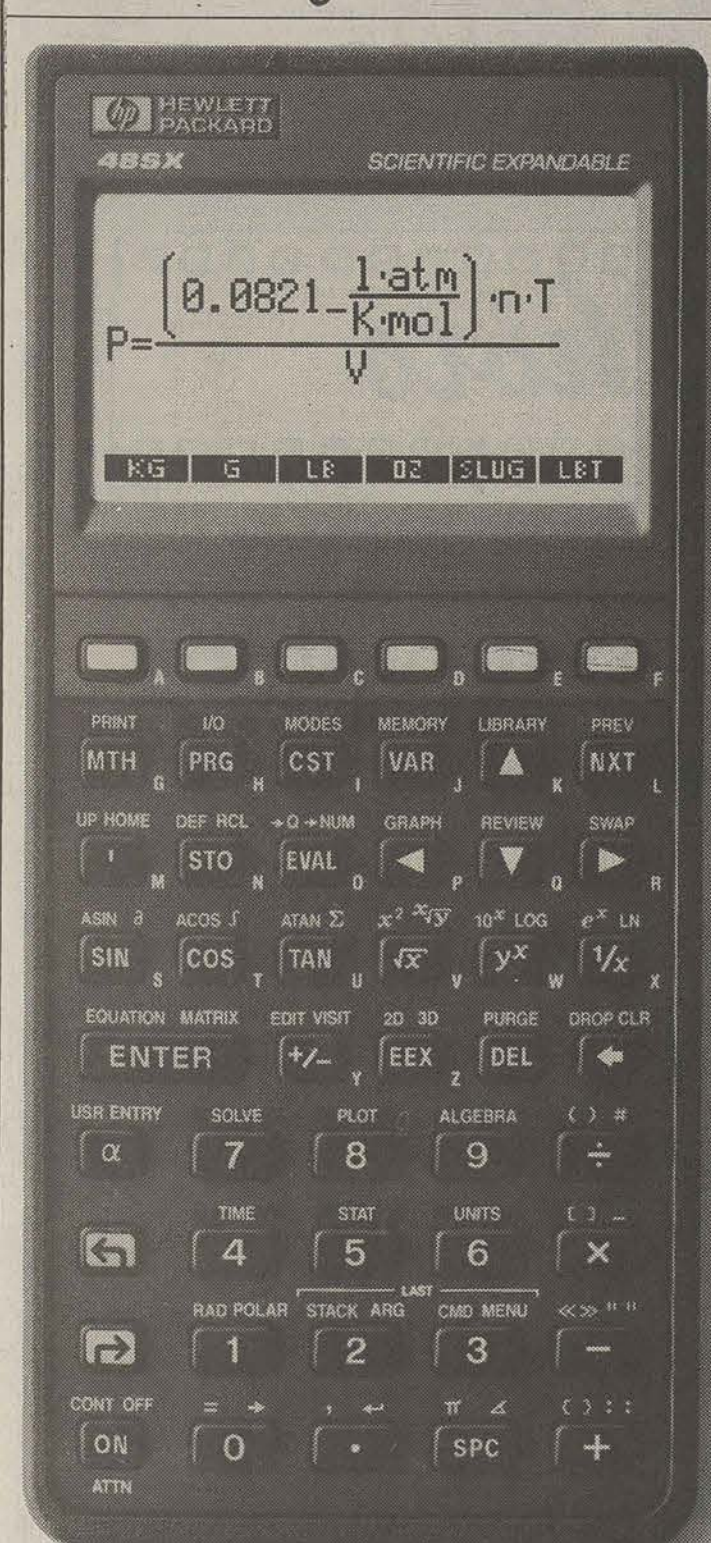 hp HEWLETT
PACKARD
48SX SCIENTIFIC EXPANDABLE
P=(0.0821_l·atm/K·mol)·n·T/V
KG G LB OZ SLUG LBT
A B C D E F
PRINT I/O MODES MEMORY LIBRARY PREV
MTH G PRG H CST I VAR J ▲ K NXT L
UP HOME DEF RCL →Q →NUM GRAPH REVIEW SWAP
' M STO N EVAL O ◀ P ▼ Q ▶ R
ASIN ∂ ACOS ∫ ATAN Σ x² ˣ√y 10ˣ LOG eˣ LN
SIN S COS T TAN U √x V yˣ W 1/x X
EQUATION MATRIX EDIT VISIT 2D 3D PURGE DROP CLR
ENTER +/− Y EEX Z DEL ←
USR ENTRY SOLVE PLOT ALGEBRA ( ) #
α 7 8 9 ÷
TIME STAT UNITS [ ] _
4 5 6 ×
LAST
RAD POLAR STACK ARG CMD MENU «» " "
1 2 3 −
CONT OFF = → , ↵ π ∡ { } : :
ON 0 . SPC +
ATTN